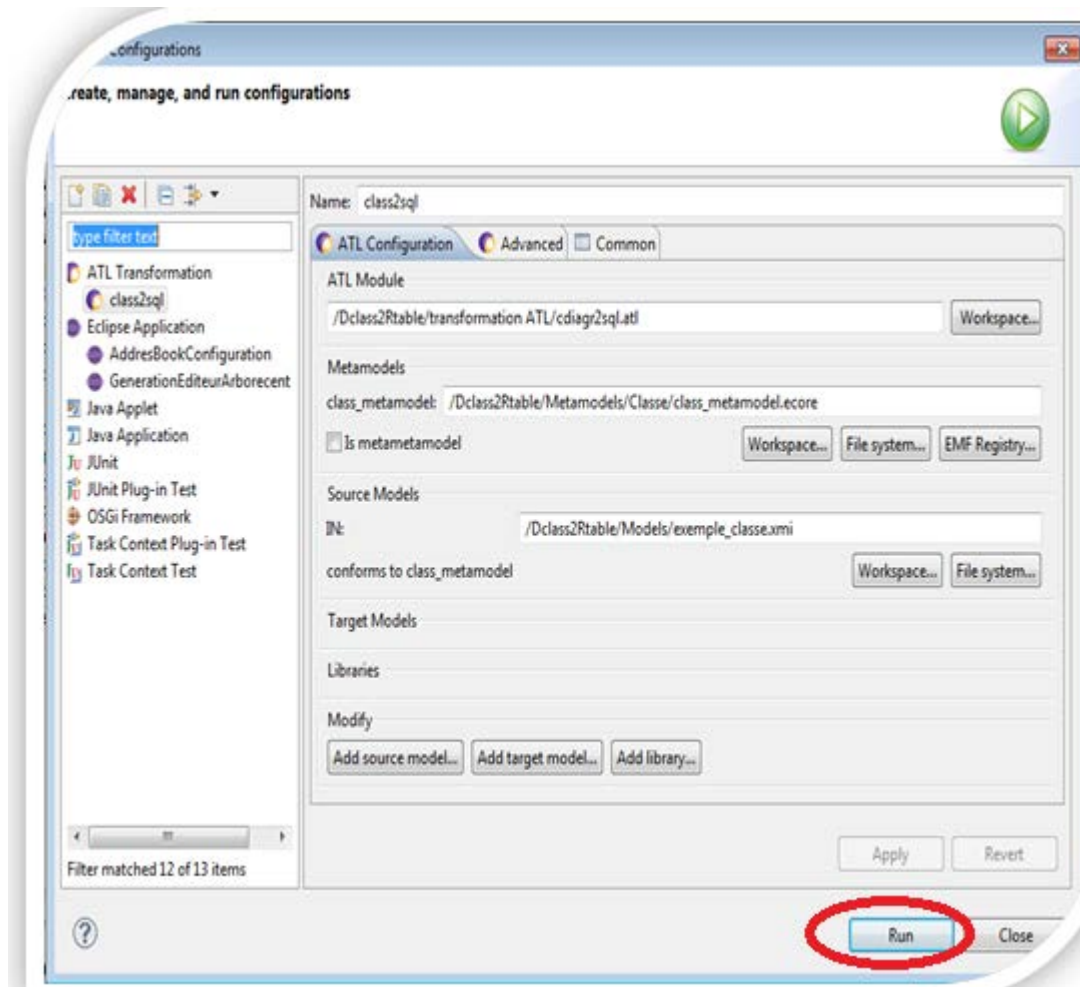 Configurations
reate, manage, and run configurations
type filter text
ATL Transformation
class2sql
Eclipse Application
AddresBookConfiguration
GenerationEditeurArborecent
Java Applet
Java Application
Ju JUnit
JUnit Plug-in Test
OSGi Framework
Task Context Plug-in Test
Task Context Test
Filter matched 12 of 13 items
Name: class2sql
ATL Configuration Advanced Common
ATL Module
/Dclass2Rtable/transformation ATL/cdiagr2sql.atl Workspace...
Metamodels
class_metamodel: /Dclass2Rtable/Metamodels/Classe/class_metamodel.ecore
Is metametamodel Workspace... File system... EMF Registry...
Source Models
IN: /Dclass2Rtable/Models/exemple_classe.xmi
conforms to class_metamodel Workspace... File system...
Target Models
Libraries
Modify
Add source model... Add target model... Add library...
Apply Revert
? Run Close